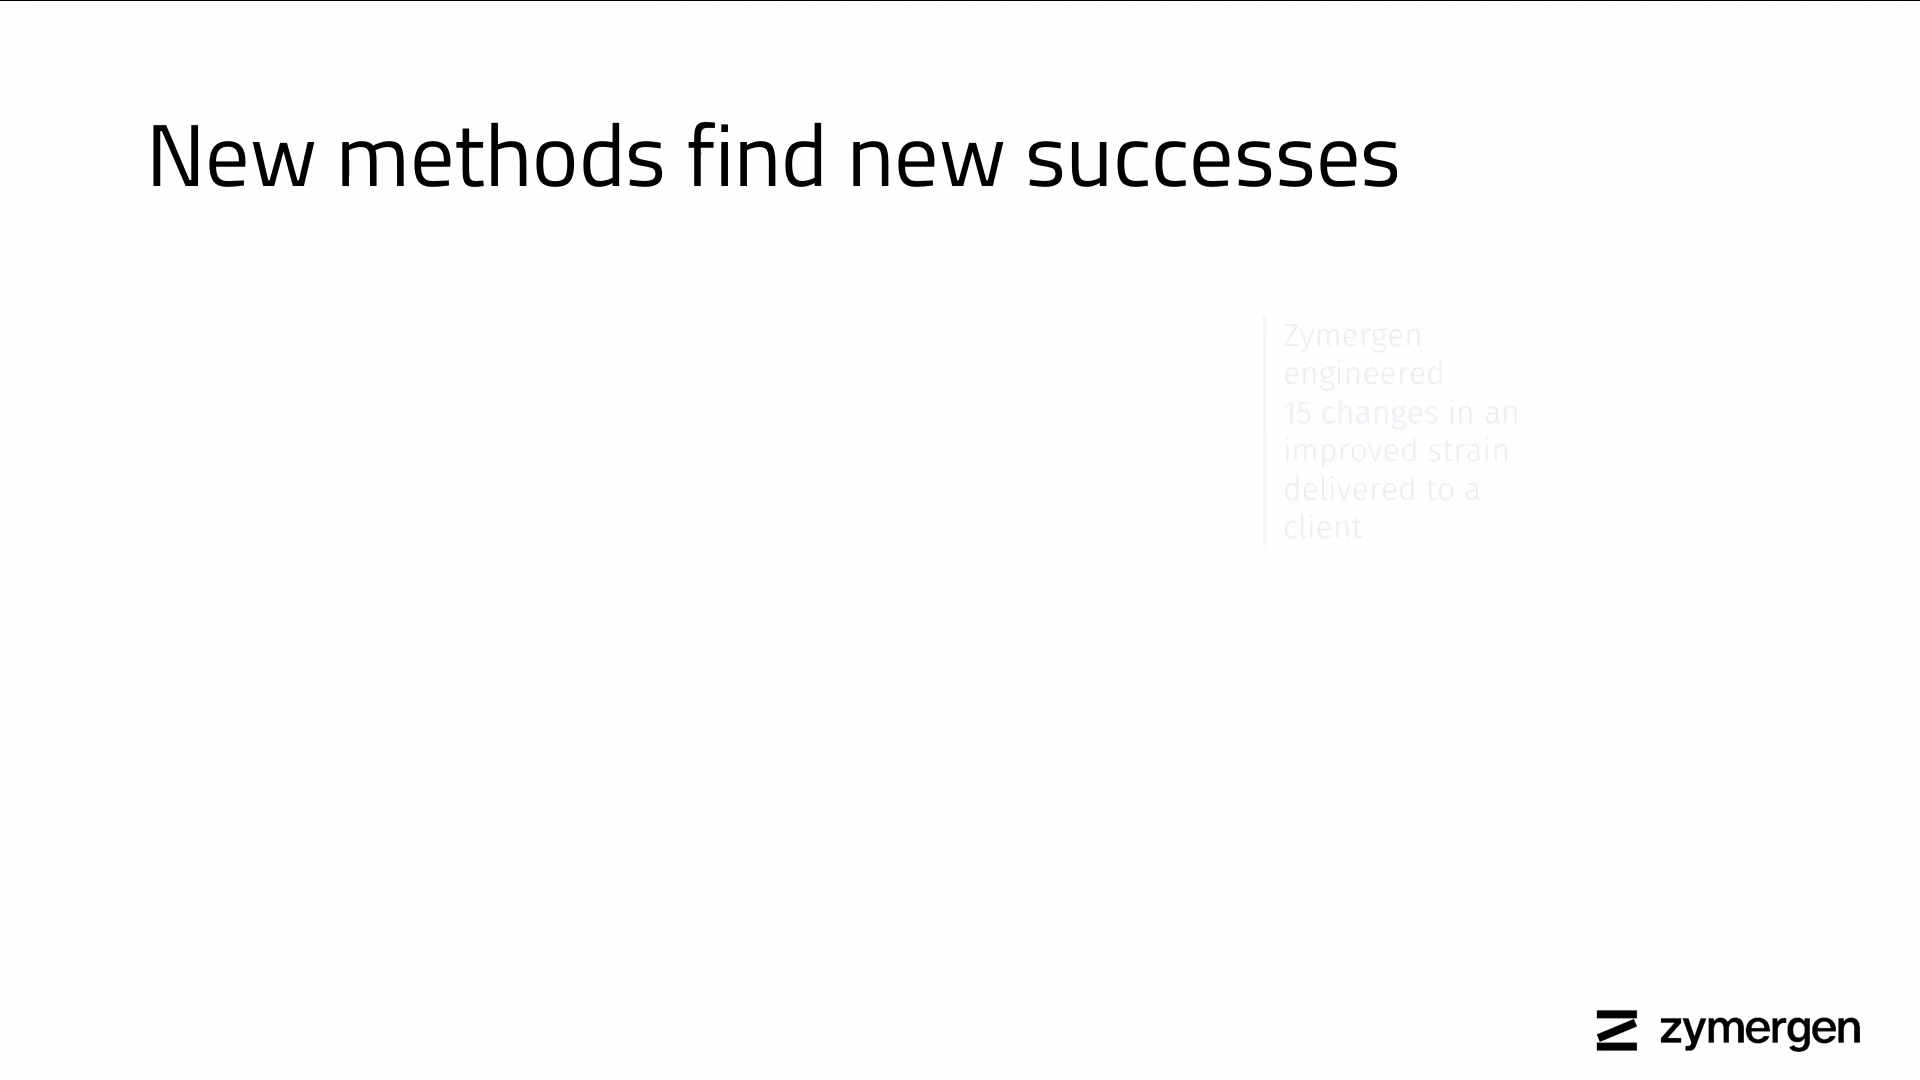 New methods find new successes
Zymergen
engineered
15 changes in an
improved strain
delivered to a
client
zymergen